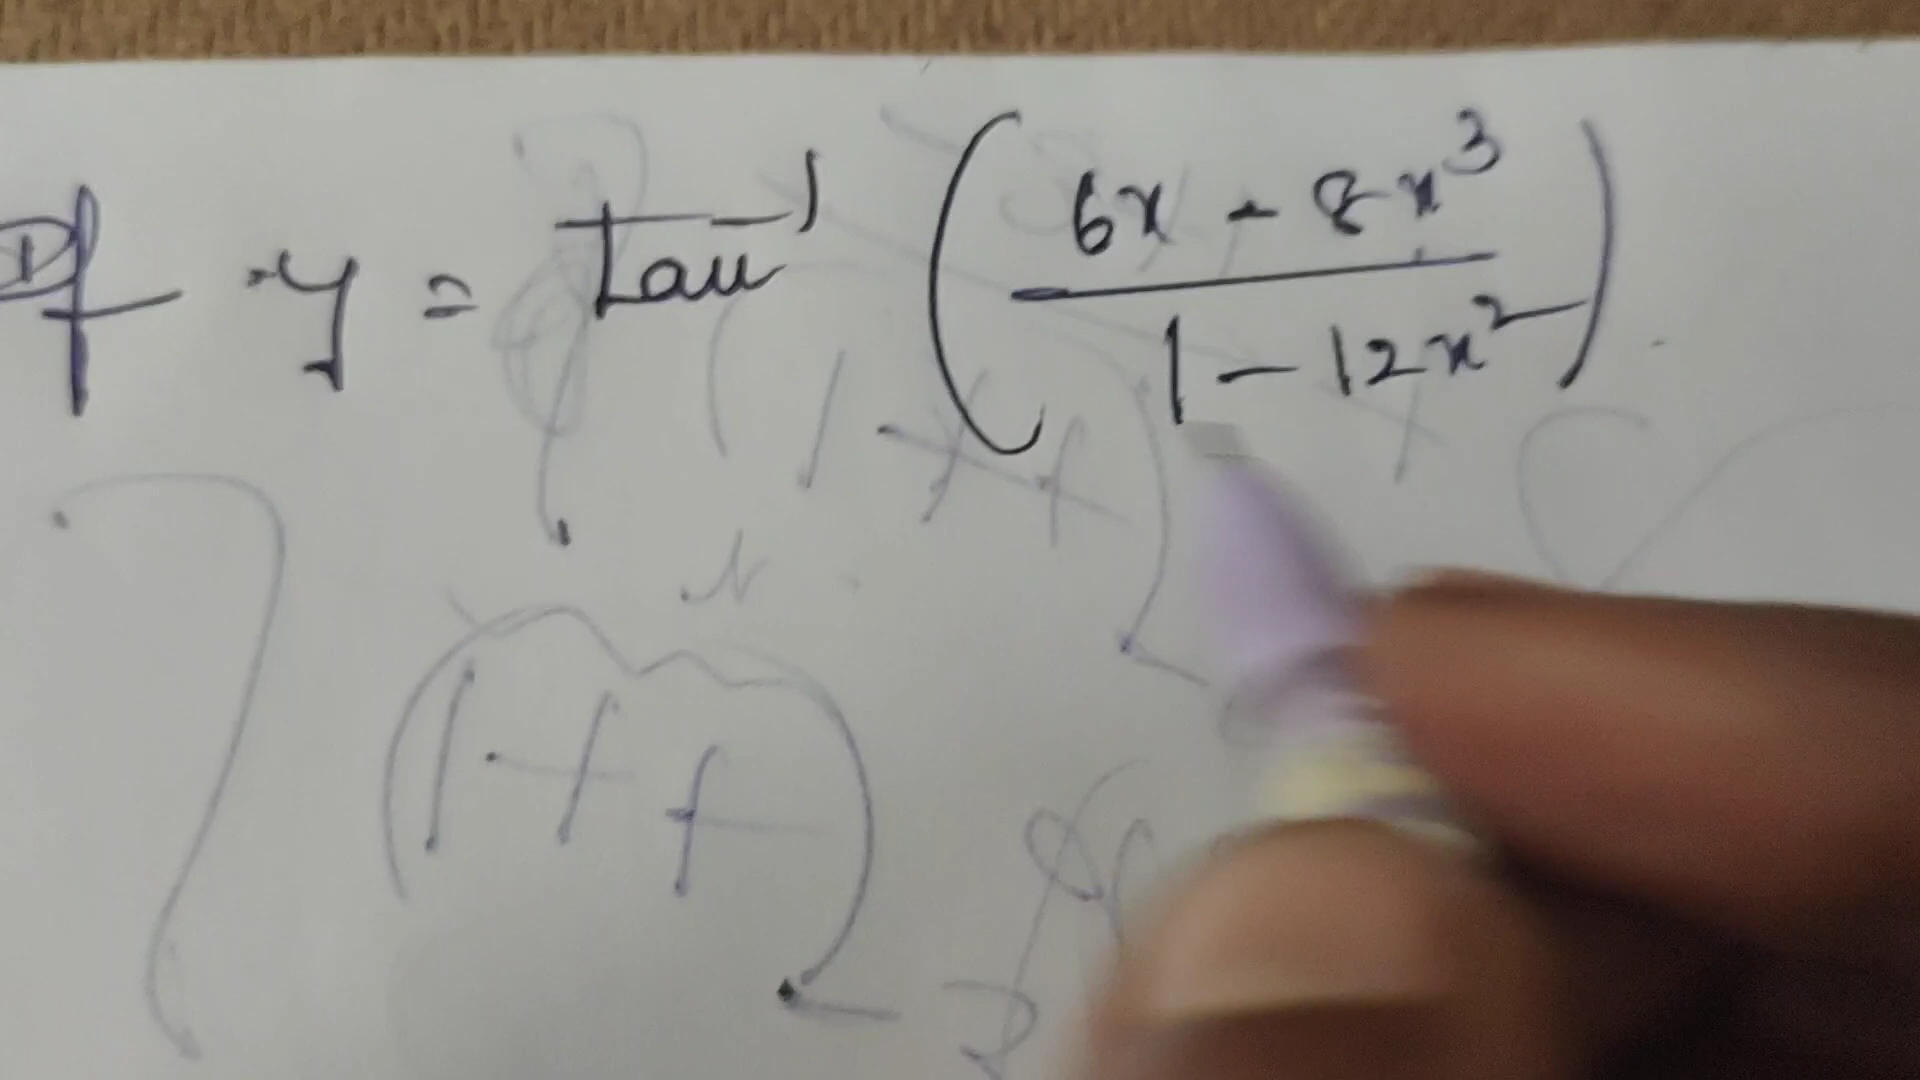 If y = tan⁻¹ ( (6x - 8x³) / (1 - 12x²) )